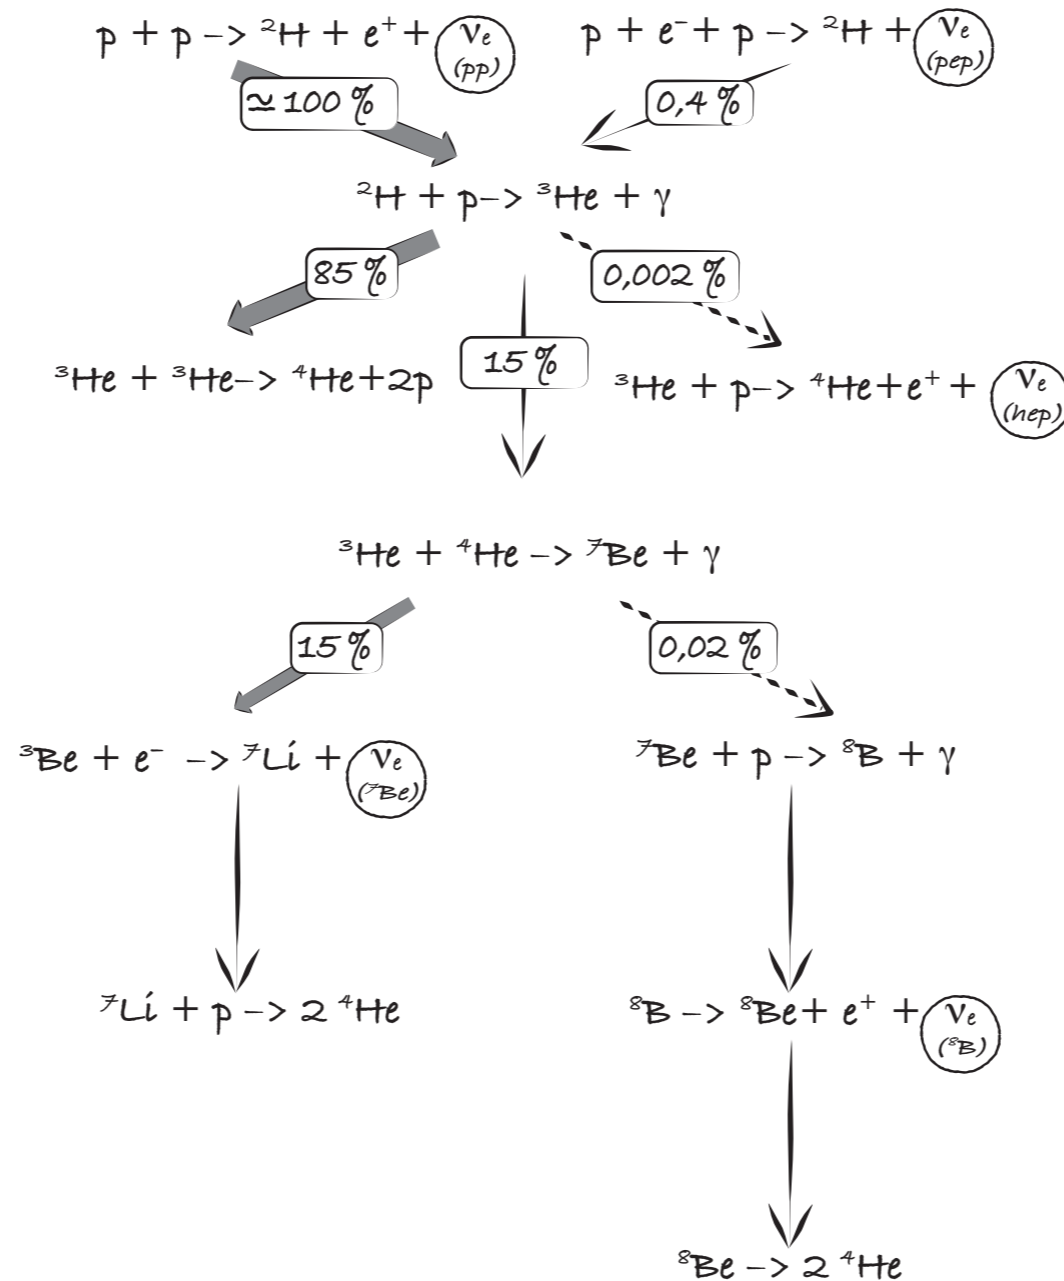 p + p -> ²H + e⁺ + νe (pp)
p + e⁻ + p -> ²H + νe (pep)
≃ 100 %
0,4 %
²H + p -> ³He + γ
85 %
0,002 %
15 %
³He + ³He -> ⁴He+2p
³He + p -> ⁴He+e⁺ + νe (hep)
³He + ⁴He -> ⁷Be + γ
15 %
0,02 %
³Be + e⁻ -> ⁷Li + νe (⁷Be)
⁷Be + p -> ⁸B + γ
⁷Li + p -> 2 ⁴He
⁸B -> ⁸Be+ e⁺ + νe (⁸B)
⁸Be -> 2 ⁴He